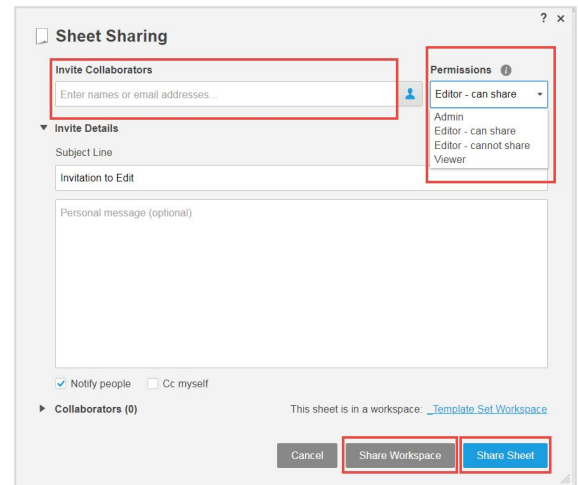 ? ×
Sheet Sharing
Invite Collaborators
Permissions i
Enter names or email addresses...
Editor - can share
Admin
Editor - can share
Editor - cannot share
Viewer
Invite Details
Subject Line
Invitation to Edit
Personal message (optional)
Notify people
Cc myself
Collaborators (0)
This sheet is in a workspace: _Template Set Workspace
Cancel
Share Workspace
Share Sheet